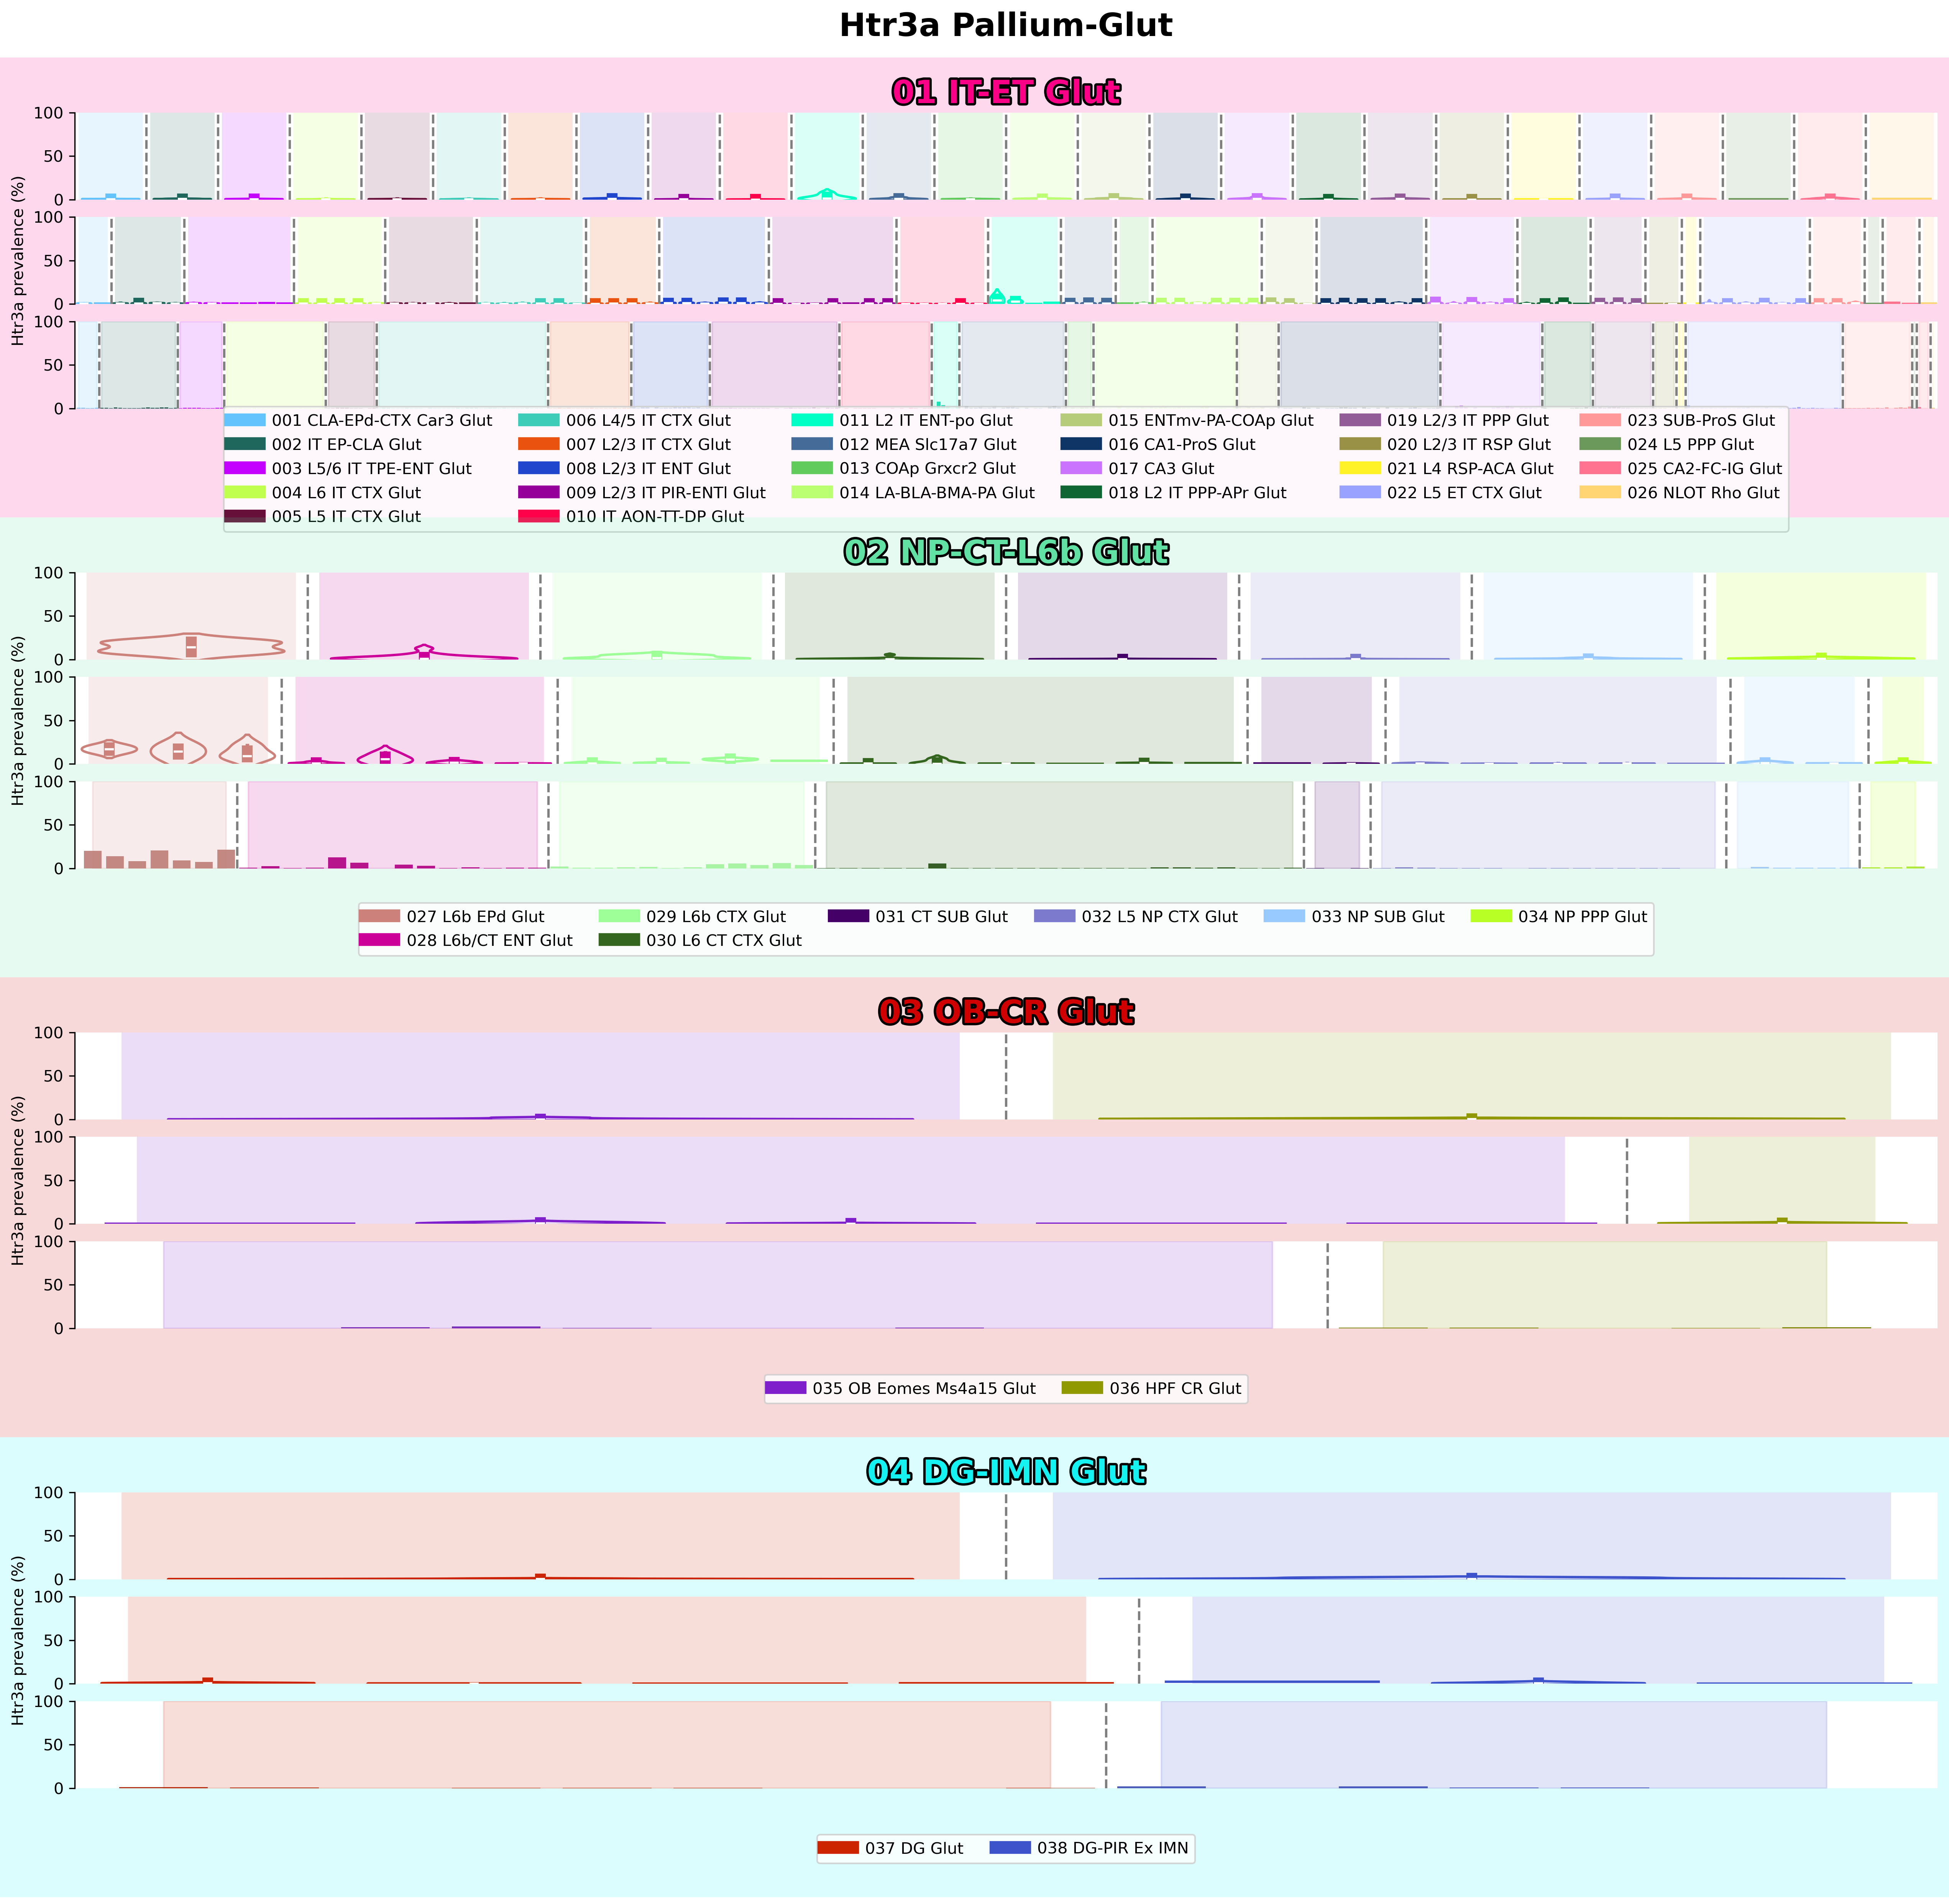 Htr3a Pallium-Glut
01 IT-ET Glut
Htr3a prevalence (%)
100
50
0
100
50
0
100
50
0
001 CLA-EPd-CTX Car3 Glut
002 IT EP-CLA Glut
003 L5/6 IT TPE-ENT Glut
004 L6 IT CTX Glut
005 L5 IT CTX Glut
006 L4/5 IT CTX Glut
007 L2/3 IT CTX Glut
008 L2/3 IT ENT Glut
009 L2/3 IT PIR-ENTl Glut
010 IT AON-TT-DP Glut
011 L2 IT ENT-po Glut
012 MEA Slc17a7 Glut
013 COAp Grxcr2 Glut
014 LA-BLA-BMA-PA Glut
015 ENTmv-PA-COAp Glut
016 CA1-ProS Glut
017 CA3 Glut
018 L2 IT PPP-APr Glut
019 L2/3 IT PPP Glut
020 L2/3 IT RSP Glut
021 L4 RSP-ACA Glut
022 L5 ET CTX Glut
023 SUB-ProS Glut
024 L5 PPP Glut
025 CA2-FC-IG Glut
026 NLOT Rho Glut
02 NP-CT-L6b Glut
Htr3a prevalence (%)
100
50
0
100
50
0
100
50
0
027 L6b EPd Glut
028 L6b/CT ENT Glut
029 L6b CTX Glut
030 L6 CT CTX Glut
031 CT SUB Glut
032 L5 NP CTX Glut
033 NP SUB Glut
034 NP PPP Glut
03 OB-CR Glut
Htr3a prevalence (%)
100
50
0
100
50
0
100
50
0
035 OB Eomes Ms4a15 Glut
036 HPF CR Glut
04 DG-IMN Glut
Htr3a prevalence (%)
100
50
0
100
50
0
100
50
0
037 DG Glut
038 DG-PIR Ex IMN